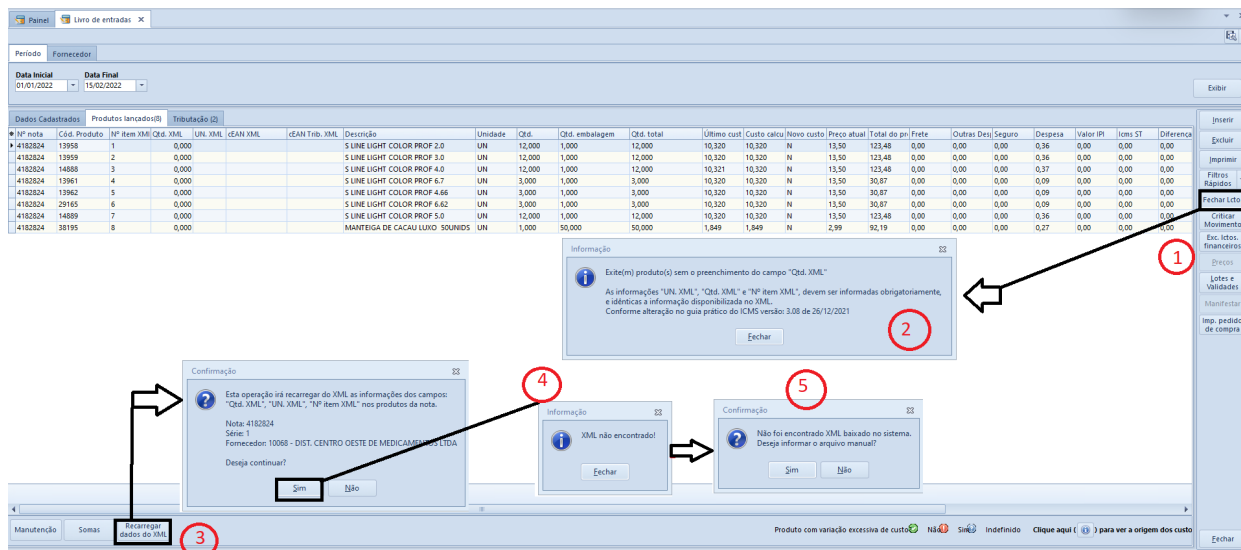 Painel
Livro de entradas
Período
Fornecedor
Data Inicial
Data Final
01/01/2022
15/02/2022
Exibir
Dados Cadastrados
Produtos lançados(8)
Tributação (2)
Nº nota Cód. Produto Nº item XMl Qtd. XML UN. XML cEAN XML cEAN Trib. XML Descrição Unidade Qtd. Qtd. embalagem Qtd. total Último cust Custo calcu Novo custo Preço atual Total do pr Frete Outras Desp Seguro Despesa Valor IPI Icms ST Diferença
4182824 13958 1 0,000 S LINE LIGHT COLOR PROF 2.0 UN 12,000 1,000 12,000 10,320 10,320 N 13,50 123,48 0,00 0,00 0,00 0,36 0,00 0,00 0,00
4182824 13959 2 0,000 S LINE LIGHT COLOR PROF 3.0 UN 12,000 1,000 12,000 10,320 10,320 N 13,50 123,48 0,00 0,00 0,00 0,36 0,00 0,00 0,00
4182824 14888 3 0,000 S LINE LIGHT COLOR PROF 4.0 UN 12,000 1,000 12,000 10,321 10,320 N 13,50 123,48 0,00 0,00 0,00 0,37 0,00 0,00 0,00
4182824 13961 4 0,000 S LINE LIGHT COLOR PROF 6.7 UN 3,000 1,000 3,000 10,320 10,320 N 13,50 30,87 0,00 0,00 0,00 0,09 0,00 0,00 0,00
4182824 13962 5 0,000 S LINE LIGHT COLOR PROF 4.66 UN 3,000 1,000 3,000 10,320 10,320 N 13,50 30,87 0,00 0,00 0,00 0,09 0,00 0,00 0,00
4182824 29165 6 0,000 S LINE LIGHT COLOR PROF 6.62 UN 3,000 1,000 3,000 10,320 10,320 N 13,50 30,87 0,00 0,00 0,00 0,09 0,00 0,00 0,00
4182824 14889 7 0,000 S LINE LIGHT COLOR PROF 5.0 UN 12,000 1,000 12,000 10,320 10,320 N 13,50 123,48 0,00 0,00 0,00 0,36 0,00 0,00 0,00
4182824 38195 8 0,000 MANTEIGA DE CACAU LUXO 50UNIDS UN 1,000 50,000 50,000 1,849 1,849 N 2,99 92,19 0,00 0,00 0,00 0,27 0,00 0,00 0,00
Inserir
Excluir
Imprimir
Filtros
Rápidos
Fechar Lcto
Criticar
Movimento
Exc. lctos.
financeiros
Preços
Lotes e
Validades
Manifestar
Imp. pedido
de compra
1
Informação
Exite(m) produto(s) sem o preenchimento do campo "Qtd. XML"
As informações "UN. XML", "Qtd. XML" e "Nº item XML", devem ser informadas obrigatoriamente,
e idênticas a informação disponibilizada no XML.
Conforme alteração no guia prático do ICMS versão: 3.08 de 26/12/2021
Fechar
2
Confirmação
Esta operação irá recarregar do XML as informações dos campos:
"Qtd. XML", "UN. XML", "Nº item XML" nos produtos da nota.
Nota: 4182824
Série: 1
Fornecedor: 10068 - DIST. CENTRO OESTE DE MEDICAMENTOS LTDA
Deseja continuar?
Sim
Não
4
Informação
XML não encontrado!
Fechar
5
Confirmação
Não foi encontrado XML baixado no sistema.
Deseja informar o arquivo manual?
Sim
Não
Manutenção
Somas
Recarregar
dados do XML
3
Produto com variação excessiva de custo
Não
Sim
Indefinido
Clique aqui ( ) para ver a origem dos custo
Fechar